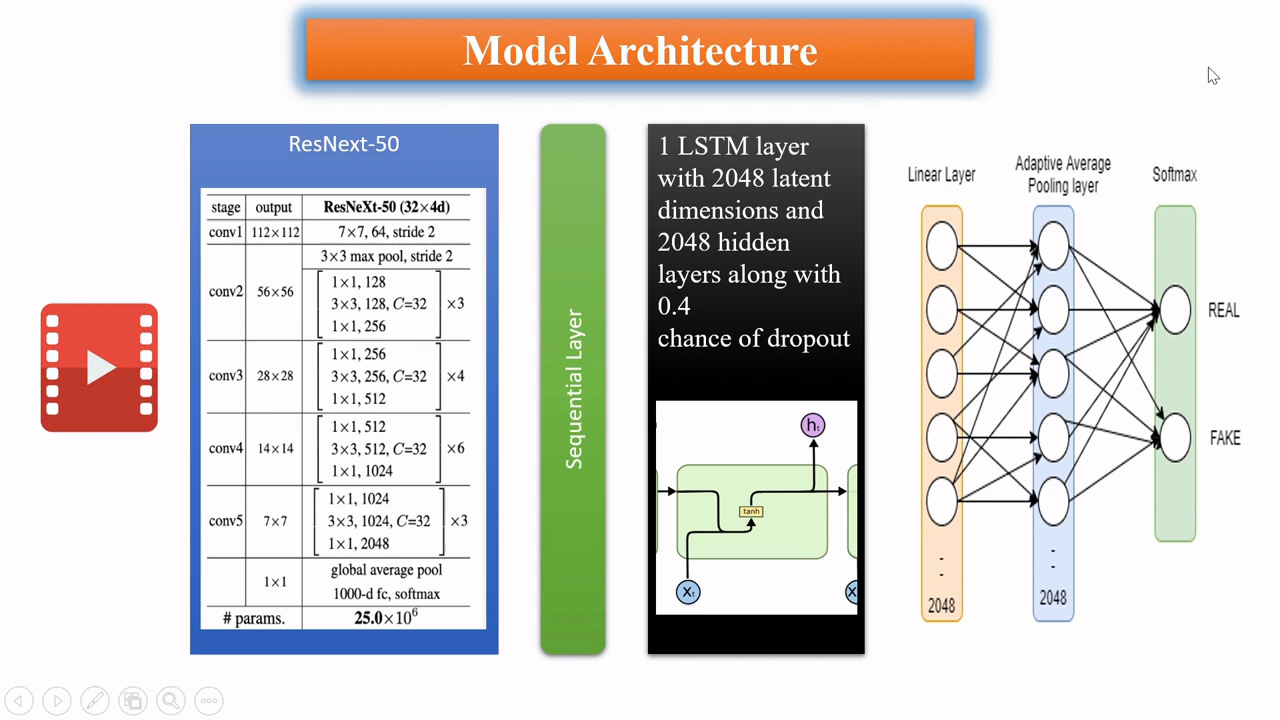 Model Architecture
ResNext-50
stage output ResNeXt-50 (32×4d)
conv1 112×112 7×7, 64, stride 2
3×3 max pool, stride 2
conv2 56×56
1×1, 128
3×3, 128, C=32 ×3
1×1, 256
1×1, 256
conv3 28×28 3×3, 256, C=32 ×4
1×1, 512
1×1, 512
conv4 14×14 3×3, 512, C=32 ×6
1×1, 1024
1×1, 1024
conv5 7×7 3×3, 1024, C=32 ×3
1×1, 2048
global average pool
1×1
1000-d fc, softmax
# params. 25.0×10⁶
Sequential Layer
1 LSTM layer
with 2048 latent
dimensions and
2048 hidden
layers along with
0.4
chance of dropout
hₜ
tanh
xₜ
X
Linear Layer
2048
Adaptive Average
Pooling layer
2048
Softmax
REAL
FAKE